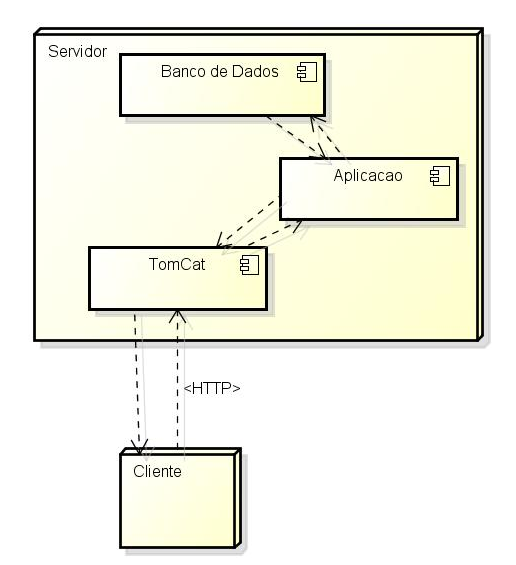 Servidor
Banco de Dados
Aplicacao
TomCat
<HTTP>
Cliente